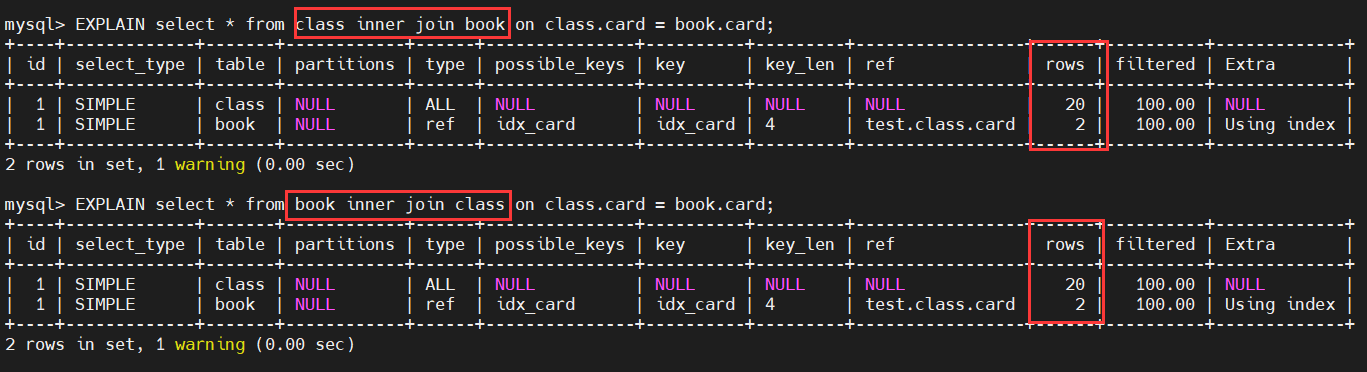 mysql> EXPLAIN select * from class inner join book on class.card = book.card;
+----+-------------+-------+------------+------+---------------+----------+---------+-----------------+------+----------+-------------+
| id | select_type | table | partitions | type | possible_keys | key      | key_len | ref             | rows | filtered | Extra       |
+----+-------------+-------+------------+------+---------------+----------+---------+-----------------+------+----------+-------------+
|  1 | SIMPLE      | class | NULL       | ALL  | NULL          | NULL     | NULL    | NULL            |   20 |   100.00 | NULL        |
|  1 | SIMPLE      | book  | NULL       | ref  | idx_card      | idx_card | 4       | test.class.card |    2 |   100.00 | Using index |
+----+-------------+-------+------------+------+---------------+----------+---------+-----------------+------+----------+-------------+
2 rows in set, 1 warning (0.00 sec)
mysql> EXPLAIN select * from book inner join class on class.card = book.card;
+----+-------------+-------+------------+------+---------------+----------+---------+-----------------+------+----------+-------------+
| id | select_type | table | partitions | type | possible_keys | key      | key_len | ref             | rows | filtered | Extra       |
+----+-------------+-------+------------+------+---------------+----------+---------+-----------------+------+----------+-------------+
|  1 | SIMPLE      | class | NULL       | ALL  | NULL          | NULL     | NULL    | NULL            |   20 |   100.00 | NULL        |
|  1 | SIMPLE      | book  | NULL       | ref  | idx_card      | idx_card | 4       | test.class.card |    2 |   100.00 | Using index |
+----+-------------+-------+------------+------+---------------+----------+---------+-----------------+------+----------+-------------+
2 rows in set, 1 warning (0.00 sec)